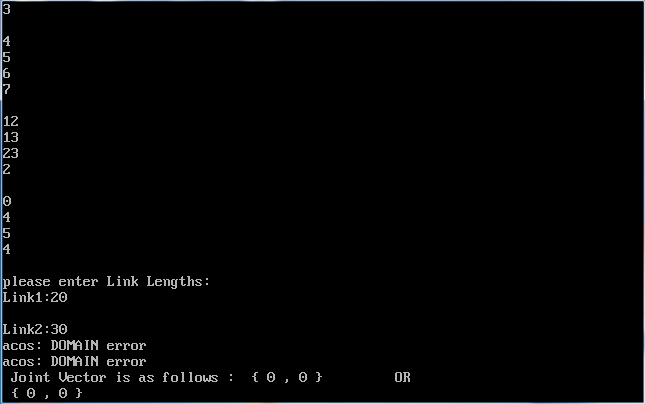 3
4
5
6
7
12
13
23
2
0
4
5
4
please enter Link Lengths:
Link1:20
Link2:30
acos: DOMAIN error
acos: DOMAIN error
Joint Vector is as follows : { 0 , 0 } OR
{ 0 , 0 }